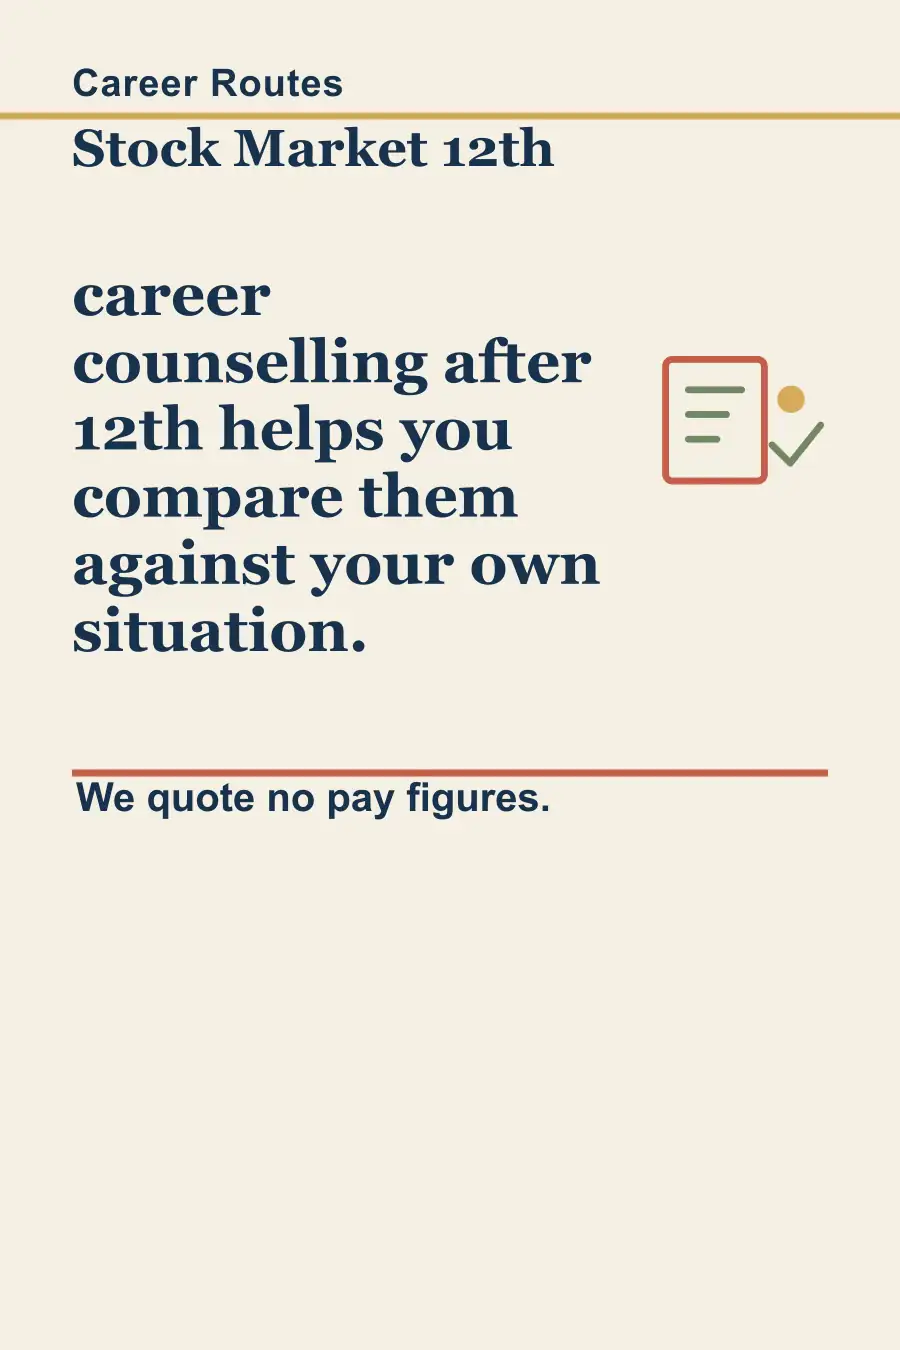 Career Routes
Stock Market 12th
career
counselling after
12th helps you
compare them
against your own
situation.
We quote no pay figures.